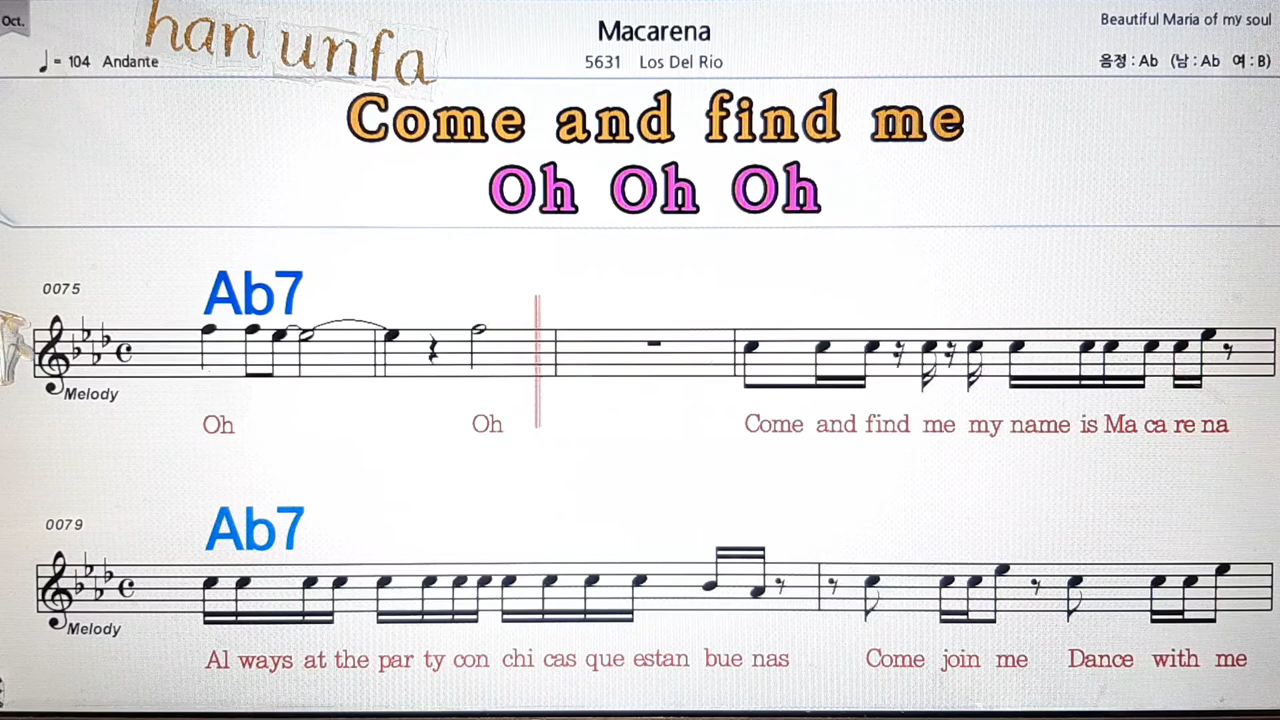 Oct.
han unfa
Macarena
Beautiful Maria of my soul
= 104 Andante
5631 Los Del Rio
음정 : Ab (남 : Ab 여 : B)
Come and find me
Oh Oh Oh
Ab7
0075
Melody
Oh Oh
Come and find me my name is Ma ca re na
Ab7
0079
Melody
Al ways at the par ty con chi cas que estan bue nas
Come join me Dance with me